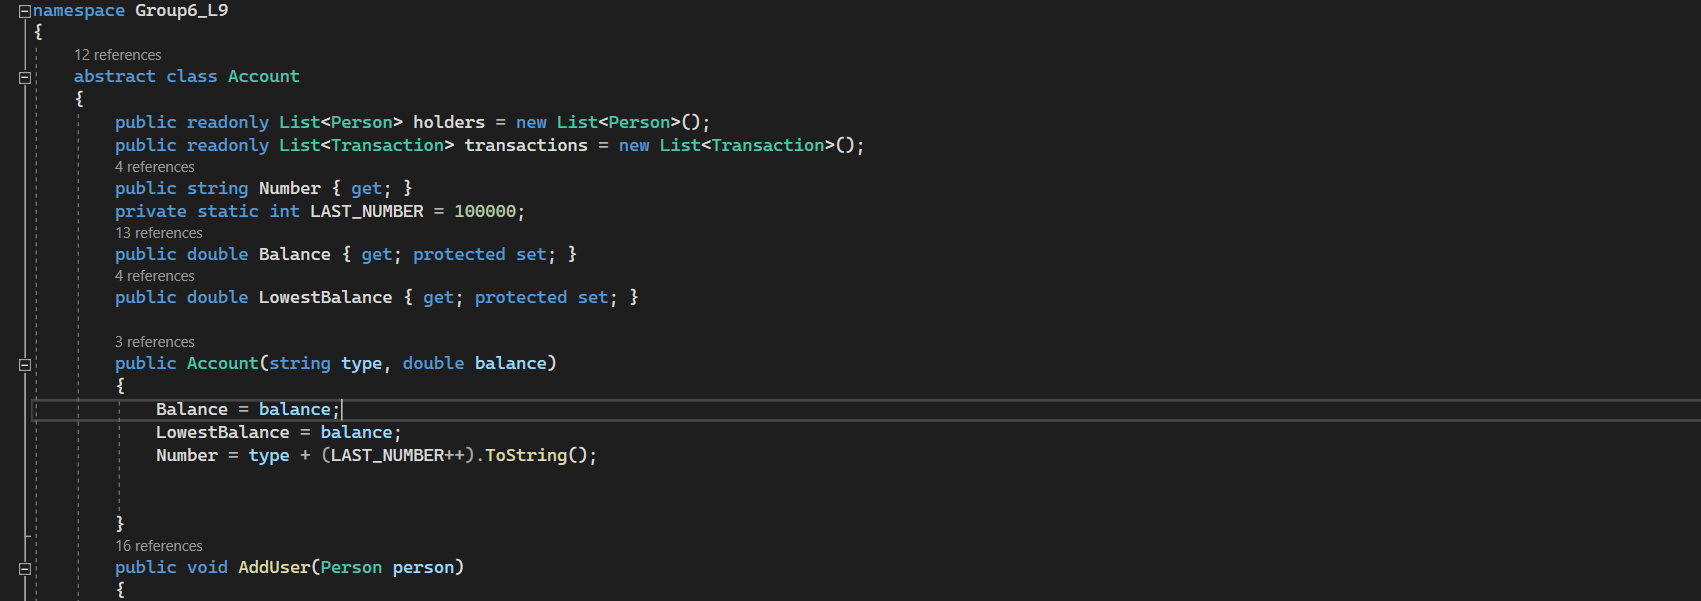 namespace Group6_L9
{
12 references
abstract class Account
{
public readonly List<Person> holders = new List<Person>();
public readonly List<Transaction> transactions = new List<Transaction>();
4 references
public string Number { get; }
private static int LAST_NUMBER = 100000;
13 references
public double Balance { get; protected set; }
4 references
public double LowestBalance { get; protected set; }
3 references
public Account(string type, double balance)
{
Balance = balance;
LowestBalance = balance;
Number = type + (LAST_NUMBER++).ToString();
}
16 references
public void AddUser(Person person)
{